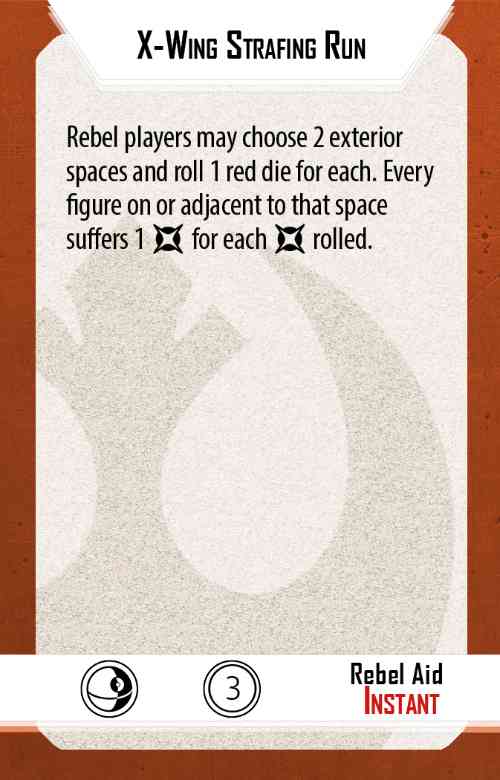 X-Wing Strafing Run
Rebel players may choose 2 exterior
spaces and roll 1 red die for each. Every
figure on or adjacent to that space
suffers 1 for each rolled.
3
Rebel Aid
Instant